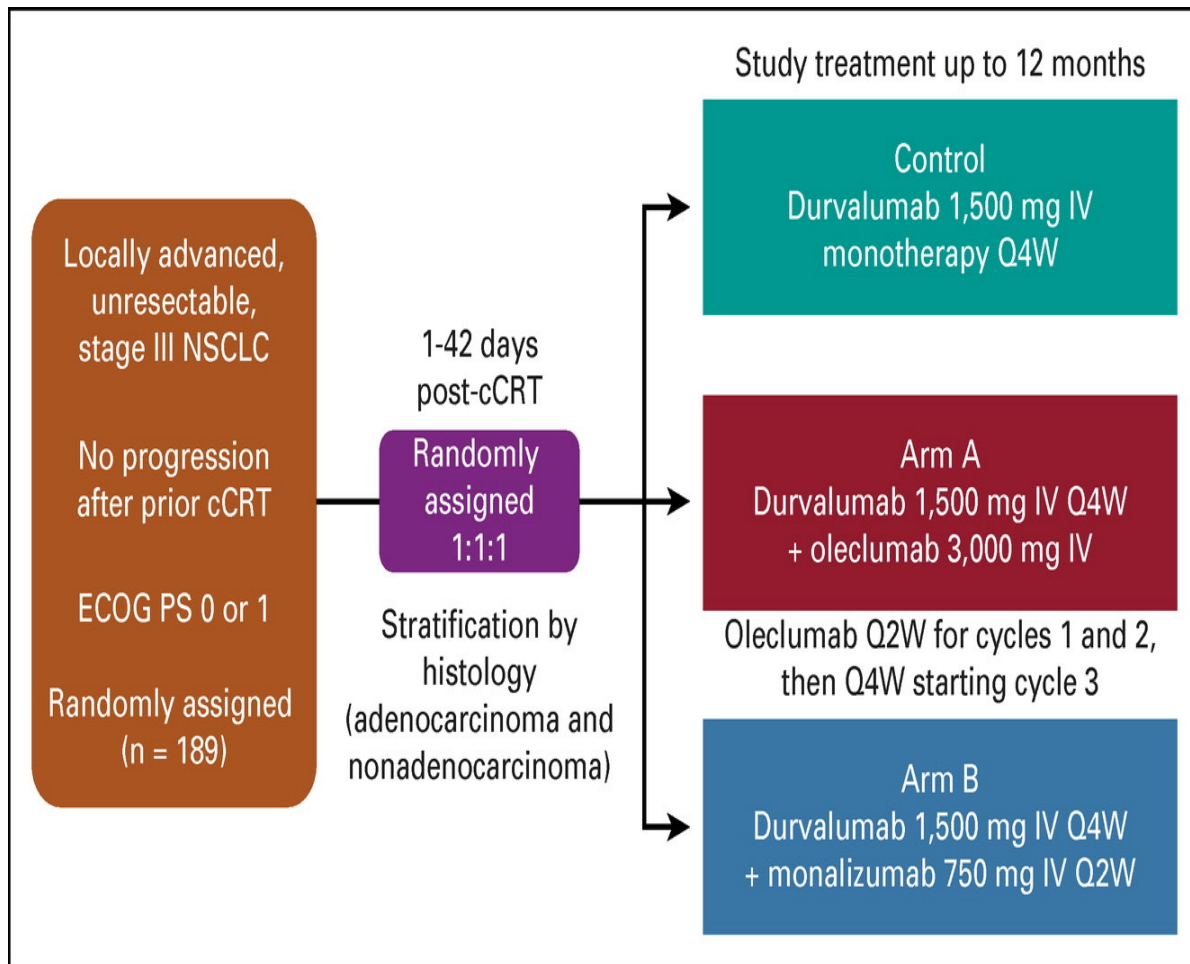 Study treatment up to 12 months
Locally advanced,
unresectable,
stage III NSCLC
No progression
after prior cCRT
ECOG PS 0 or 1
Randomly assigned
(n = 189)
1-42 days
post-cCRT
Randomly
assigned
1:1:1
Stratification by
histology
(adenocarcinoma and
nonadenocarcinoma)
Control
Durvalumab 1,500 mg IV
monotherapy Q4W
Arm A
Durvalumab 1,500 mg IV Q4W
+ oleclumab 3,000 mg IV
Oleclumab Q2W for cycles 1 and 2,
then Q4W starting cycle 3
Arm B
Durvalumab 1,500 mg IV Q4W
+ monalizumab 750 mg IV Q2W